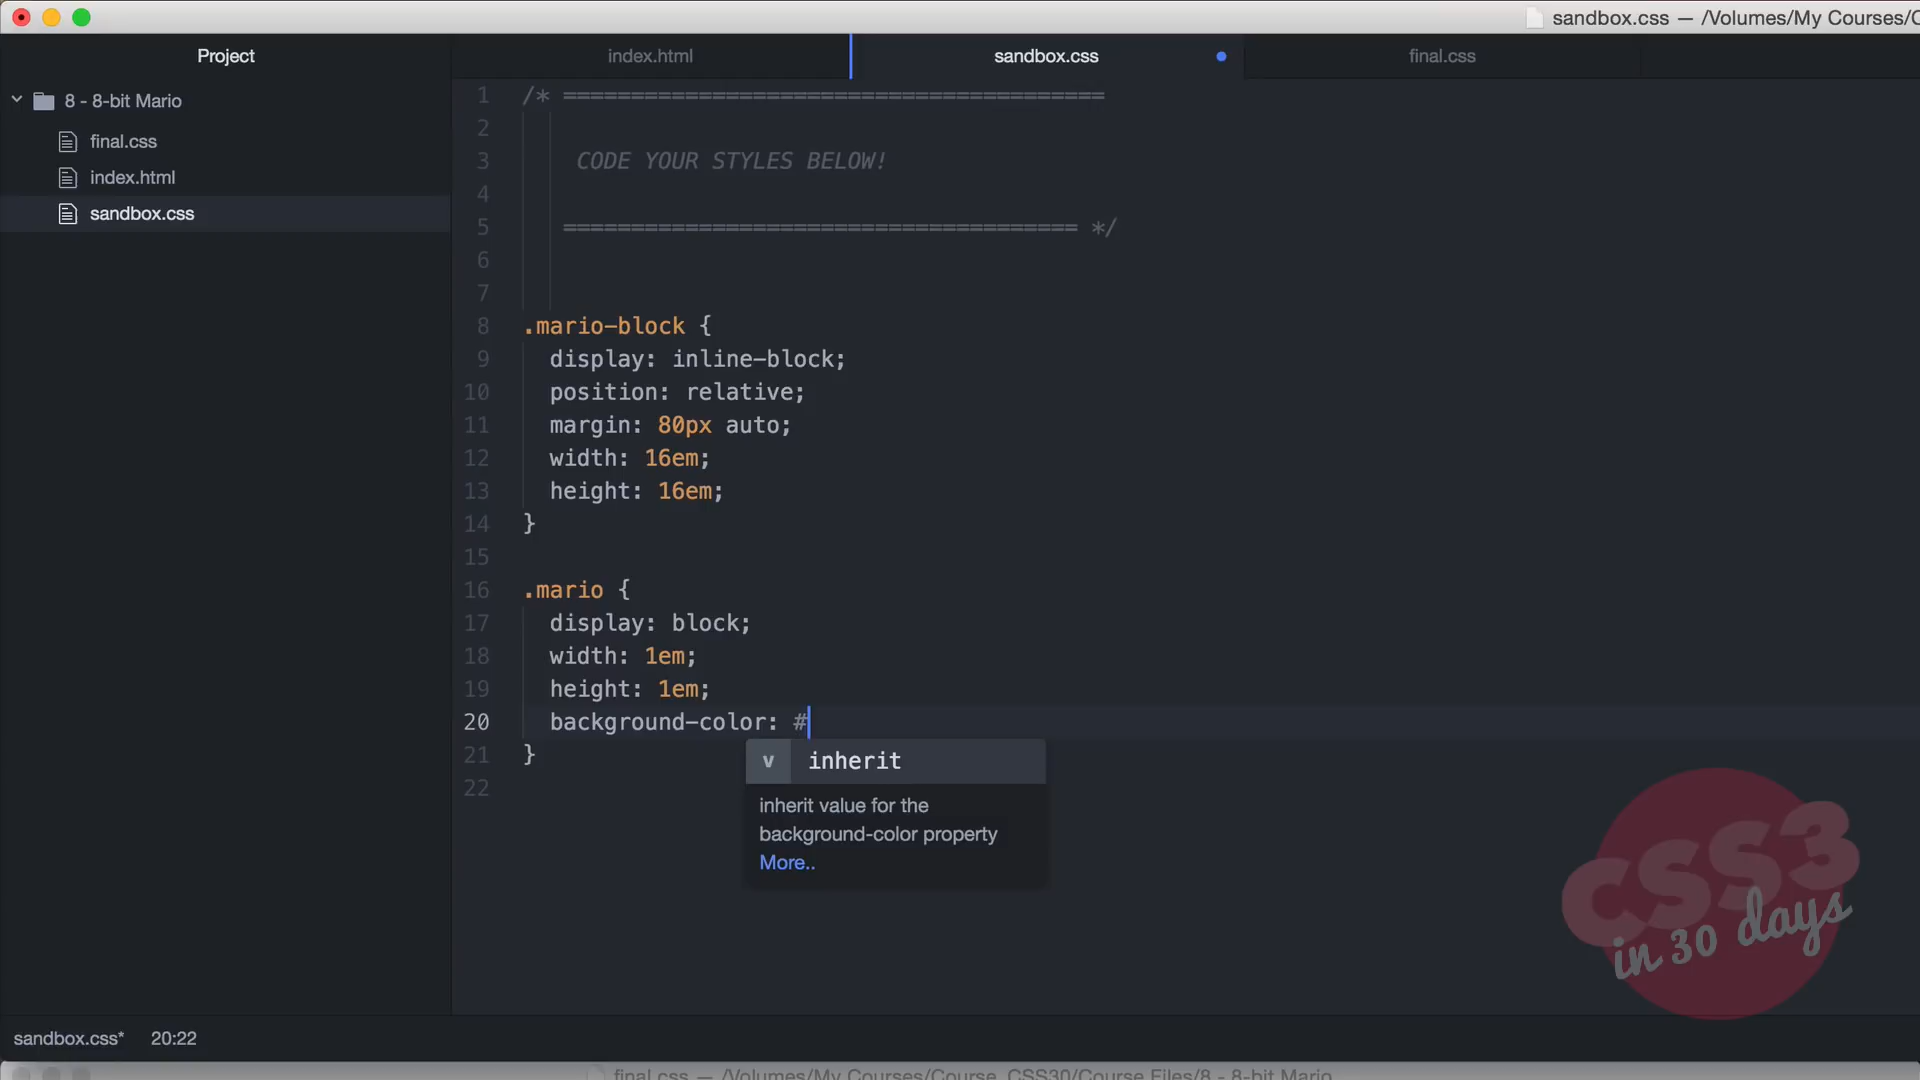 sandbox.css — /Volumes/My Courses/C
Project
index.html
sandbox.css
final.css
8 - 8-bit Mario
final.css
index.html
sandbox.css
1 /* ========================================
2
3 CODE YOUR STYLES BELOW!
4
5 ====================================== */
6
7
8 .mario-block {
9 display: inline-block;
10 position: relative;
11 margin: 80px auto;
12 width: 16em;
13 height: 16em;
14 }
15
16 .mario {
17 display: block;
18 width: 1em;
19 height: 1em;
20 background-color: #
21 }
22
v inherit
inherit value for the
background-color property
More..
CSS3
in 30 days
sandbox.css* 20:22
final.css — /Volumes/My Courses/Course_CSS30/Course Files/8 - 8-bit Mario